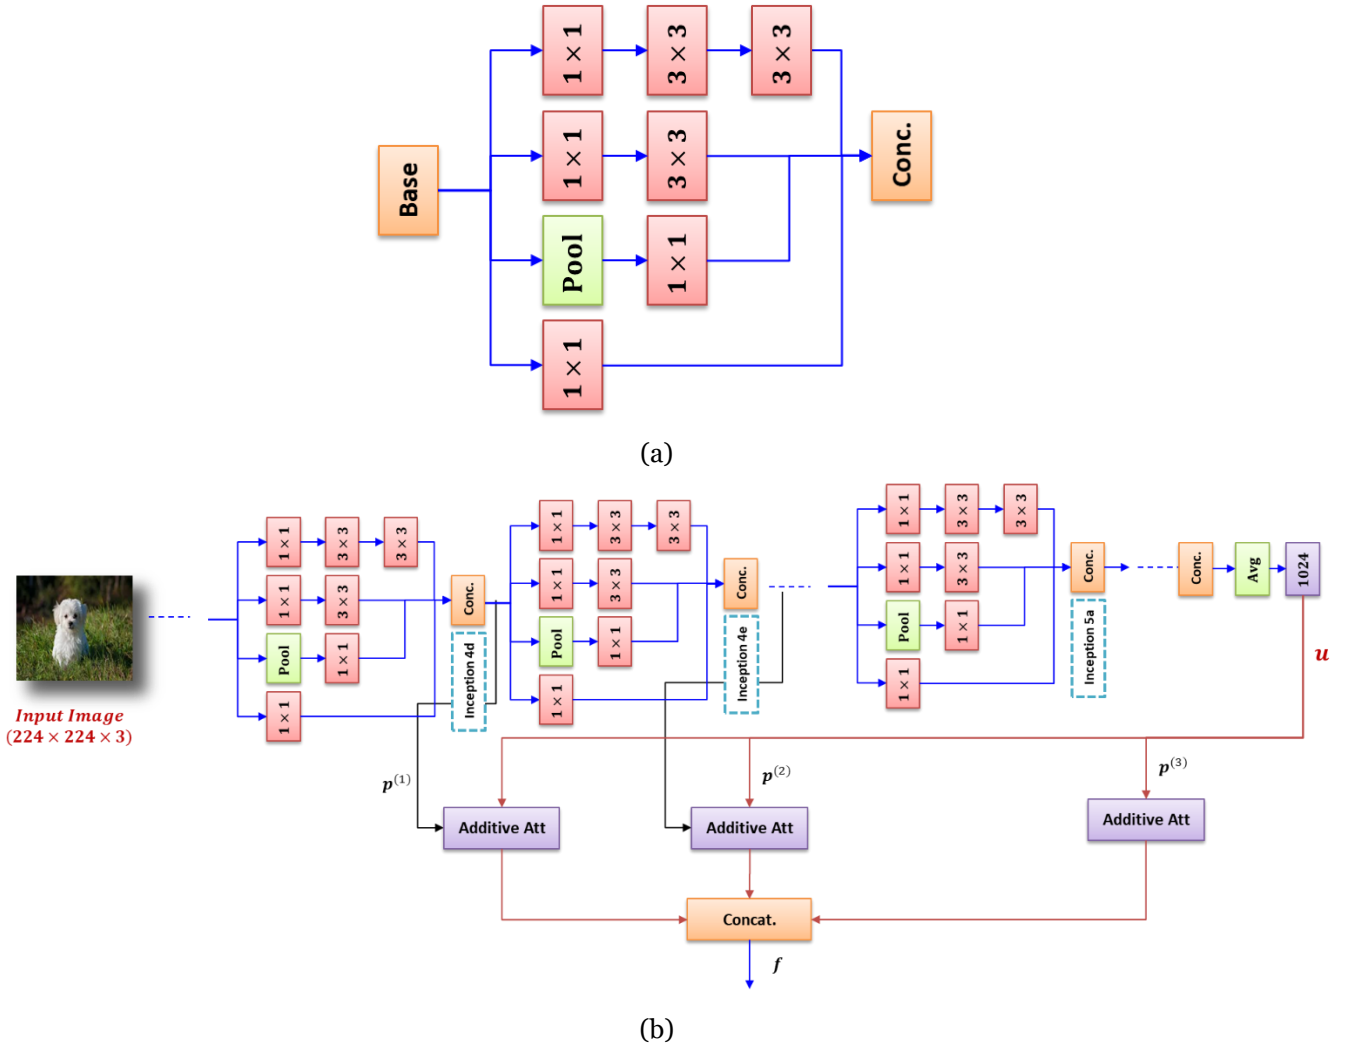 1 × 1
3 × 3
3 × 3
1 × 1
3 × 3
Pool
1 × 1
1 × 1
Base
Conc.
(a)
Input Image
(224 × 224 × 3)
1 × 1
3 × 3
3 × 3
1 × 1
3 × 3
Pool
1 × 1
1 × 1
Conc.
Inception 4d
1 × 1
3 × 3
3 × 3
1 × 1
3 × 3
Pool
1 × 1
1 × 1
Conc.
Inception 4e
1 × 1
3 × 3
3 × 3
1 × 1
3 × 3
Pool
1 × 1
1 × 1
Conc.
Inception 5a
Conc.
Avg
1024
u
p(1)
p(2)
p(3)
Additive Att
Additive Att
Additive Att
Concat.
f
(b)